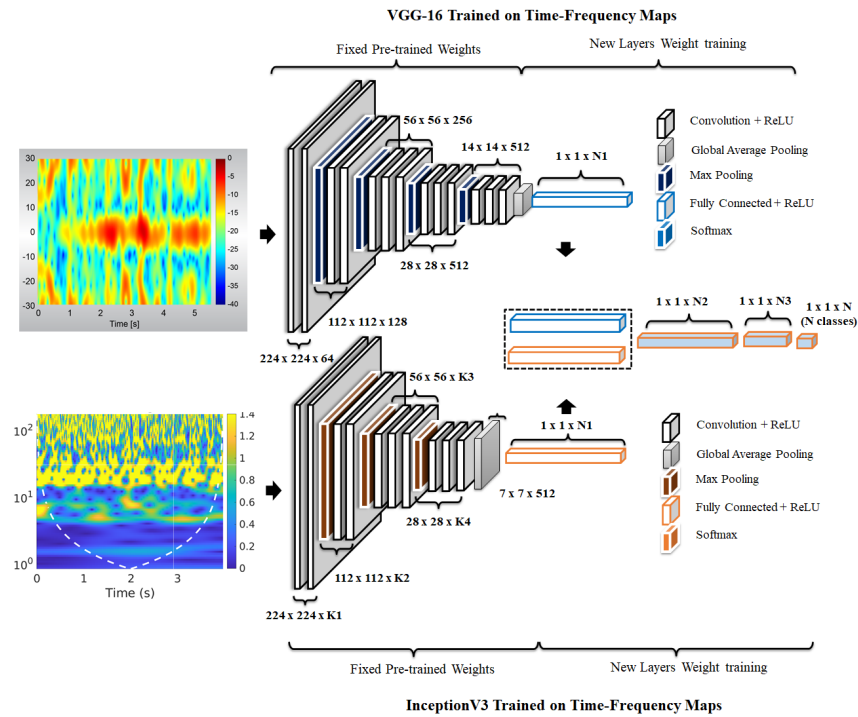 VGG-16 Trained on Time-Frequency Maps
Fixed Pre-trained Weights
New Layers Weight training
56 x 56 x 256
14 x 14 x 512
1 x 1 x N1
Convolution + ReLU
Global Average Pooling
Max Pooling
Fully Connected + ReLU
Softmax
30
20
10
0
-10
-20
-30
0
1
2
3
4
5
Time [s]
0
-5
-10
-15
-20
-25
-30
-35
-40
28 x 28 x 512
112 x 112 x 128
224 x 224 x 64
1 x 1 x N2
1 x 1 x N3
1 x 1 x N
(N classes)
56 x 56 x K3
1 x 1 x N1
Convolution + ReLU
Global Average Pooling
Max Pooling
Fully Connected + ReLU
Softmax
10²
10¹
10⁰
0
1
2
3
Time (s)
1.4
1.2
1
0.8
0.6
0.4
0.2
0
7 x 7 x 512
28 x 28 x K4
112 x 112 x K2
224 x 224 x K1
Fixed Pre-trained Weights
New Layers Weight training
InceptionV3 Trained on Time-Frequency Maps